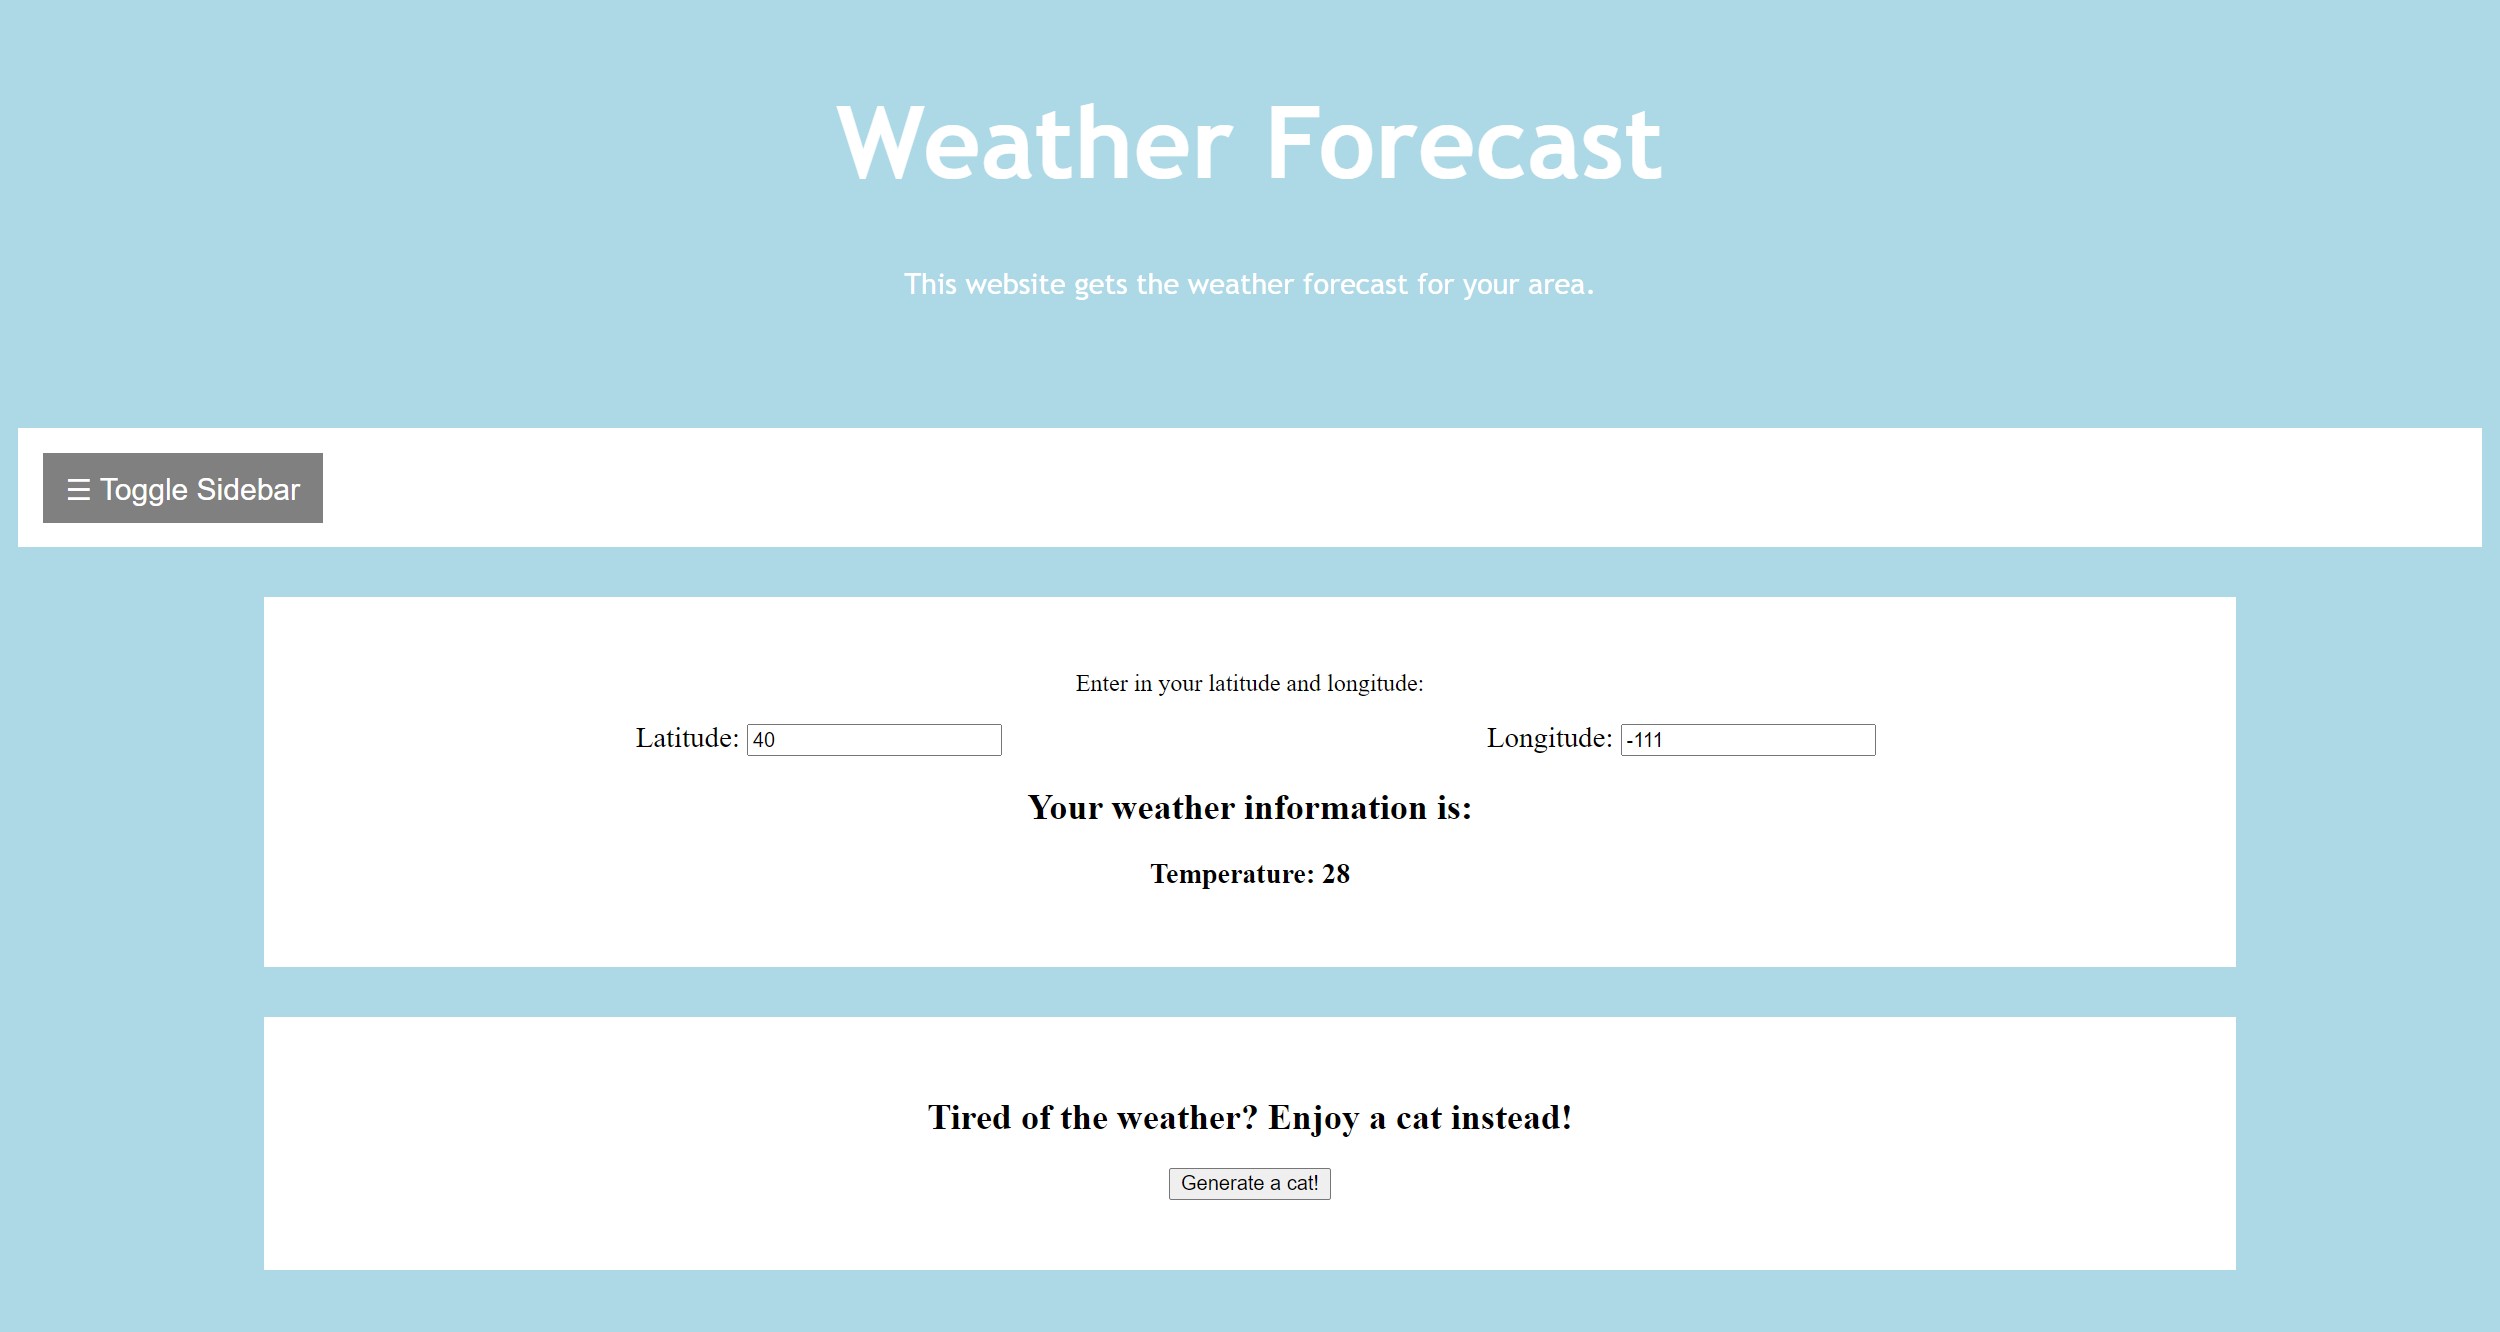 Weather Forecast
This website gets the weather forecast for your area.
☰ Toggle Sidebar
Enter in your latitude and longitude:
Latitude: 40 Longitude: -111
Your weather information is:
Temperature: 28
Tired of the weather? Enjoy a cat instead!
Generate a cat!